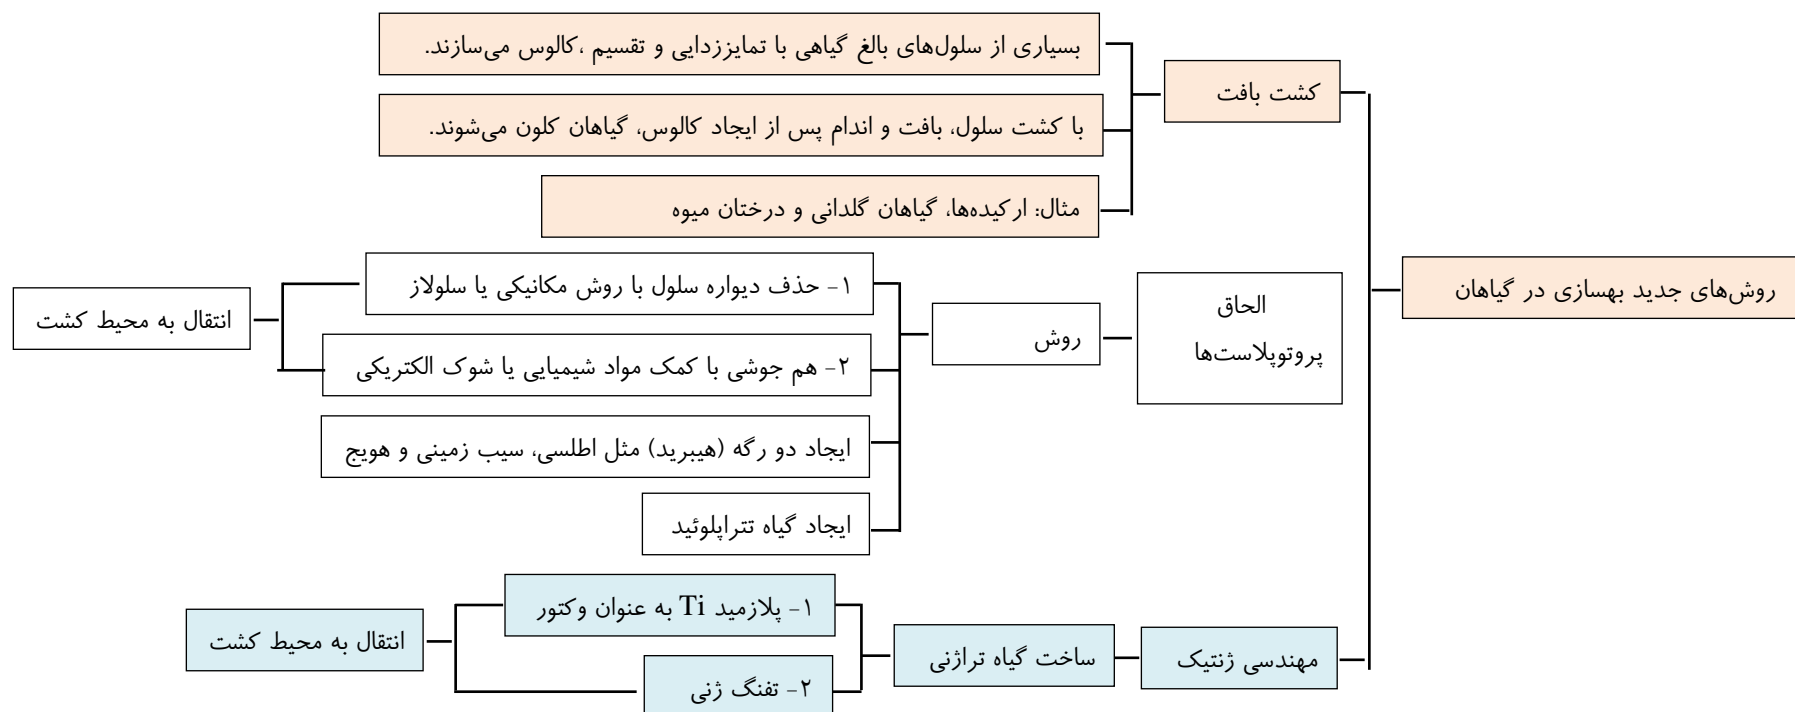 روش‌های جدید بهسازی در گیاهان
کشت بافت
بسیاری از سلول‌های بالغ گیاهی با تمایززدایی و تقسیم ،کالوس می‌سازند.
با کشت سلول، بافت و اندام پس از ایجاد کالوس، گیاهان کلون می‌شوند.
مثال: ارکیده‌ها، گیاهان گلدانی و درختان میوه
الحاق
پروتوپلاست‌ها
روش
۱- حذف دیواره سلول با روش مکانیکی یا سلولاز
۲- هم جوشی با کمک مواد شیمیایی یا شوک الکتریکی
انتقال به محیط کشت
ایجاد دو رگه (هیبرید) مثل اطلسی، سیب زمینی و هویج
ایجاد گیاه تتراپلوئید
مهندسی ژنتیک
ساخت گیاه تراژنی
۱- پلازمید Ti به عنوان وکتور
۲- تفنگ ژنی
انتقال به محیط کشت